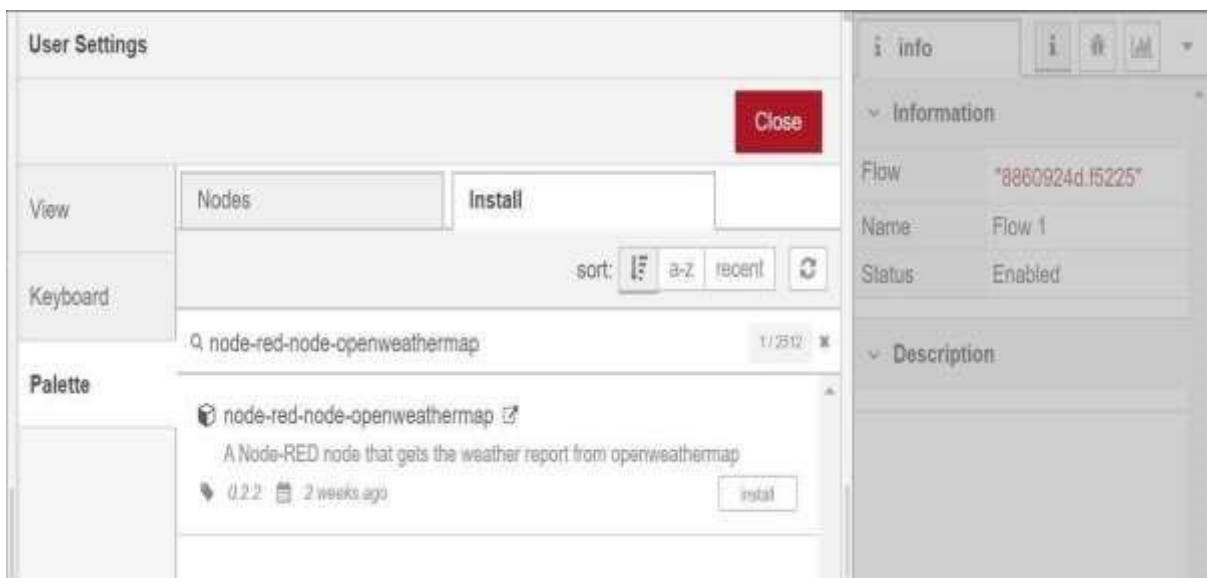 User Settings
Close
View
Keyboard
Palette
Nodes
Install
sort:
a-z
recent
node-red-node-openweathermap
1 / 2512
node-red-node-openweathermap
A Node-RED node that gets the weather report from openweathermap
0.2.2
2 weeks ago
install
i info
i
Information
Flow "8860924d.f5225"
Name Flow 1
Status Enabled
Description